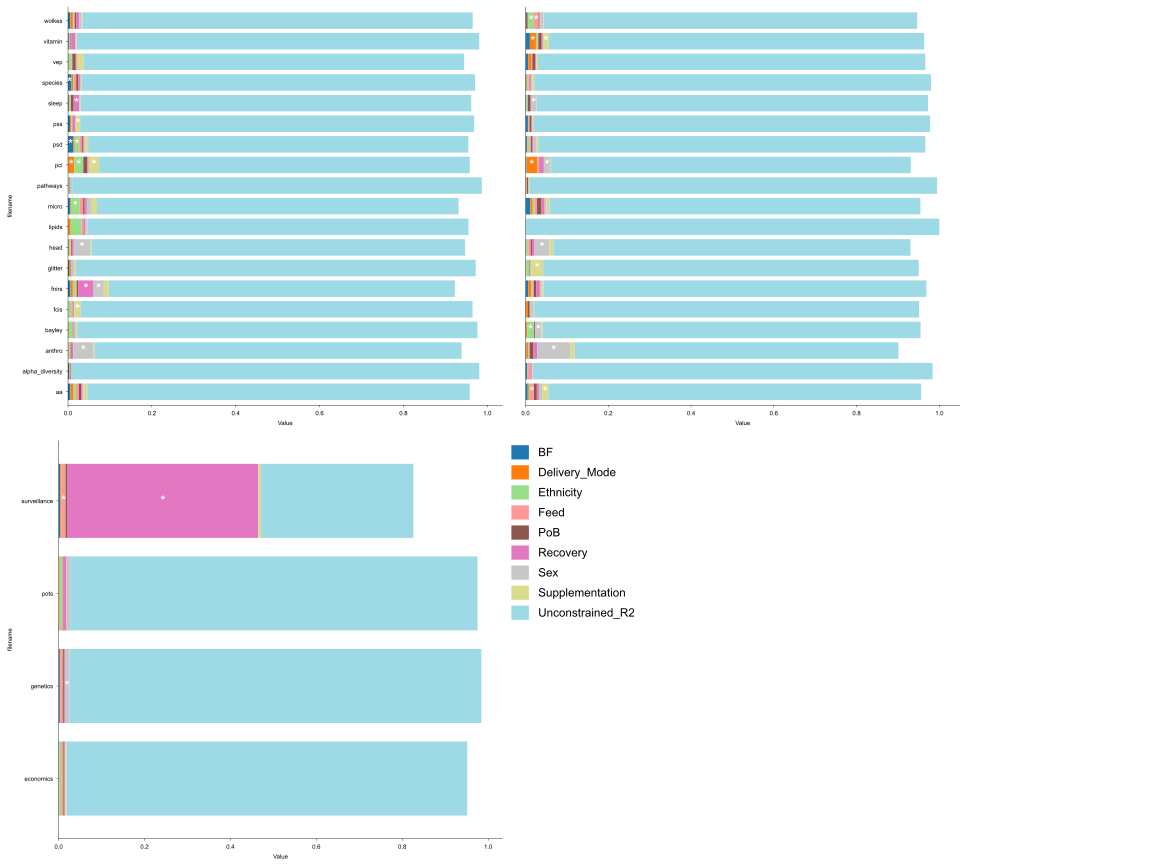 wolkes
vitamin
vep
species
sleep
pas
psd
pci
pathways
micro
lipids
head
glitter
fnirs
fcis
bayley
anthro
alpha_diversity
aa
filename
0.0 0.2 0.4 0.6 0.8 1.0
Value
0.0 0.2 0.4 0.6 0.8 1.0
Value
surveillance
pots
genetics
economics
filename
0.0 0.2 0.4 0.6 0.8 1.0
Value
BF
Delivery_Mode
Ethnicity
Feed
PoB
Recovery
Sex
Supplementation
Unconstrained_R2